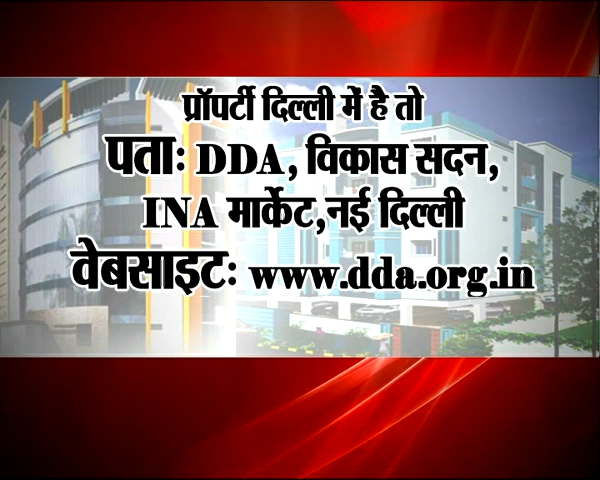 प्रॉपर्टी दिल्ली में है तो
पताः DDA, विकास सदन,
INA मार्केट,नई दिल्ली
वेबसाइटः www.dda.org.in